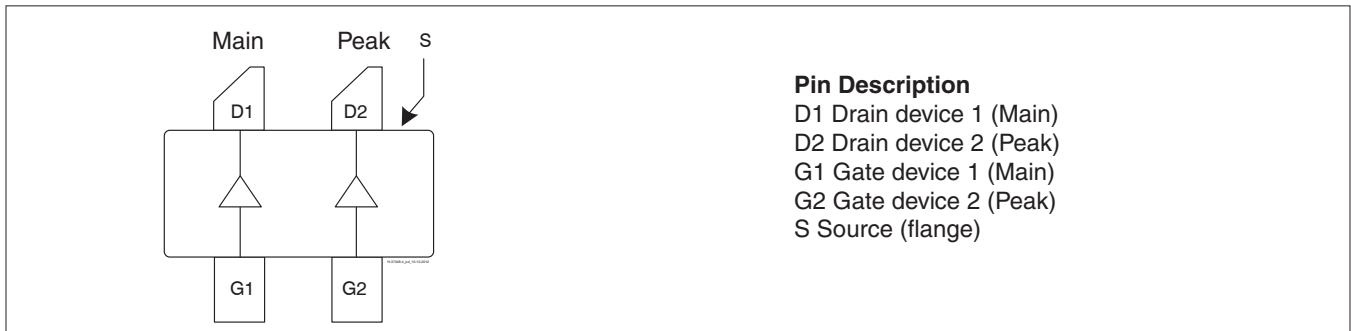 Main Peak S
D1 D2
G1 G2
Pin Description
D1 Drain device 1 (Main)
D2 Drain device 2 (Peak)
G1 Gate device 1 (Main)
G2 Gate device 2 (Peak)
S Source (flange)